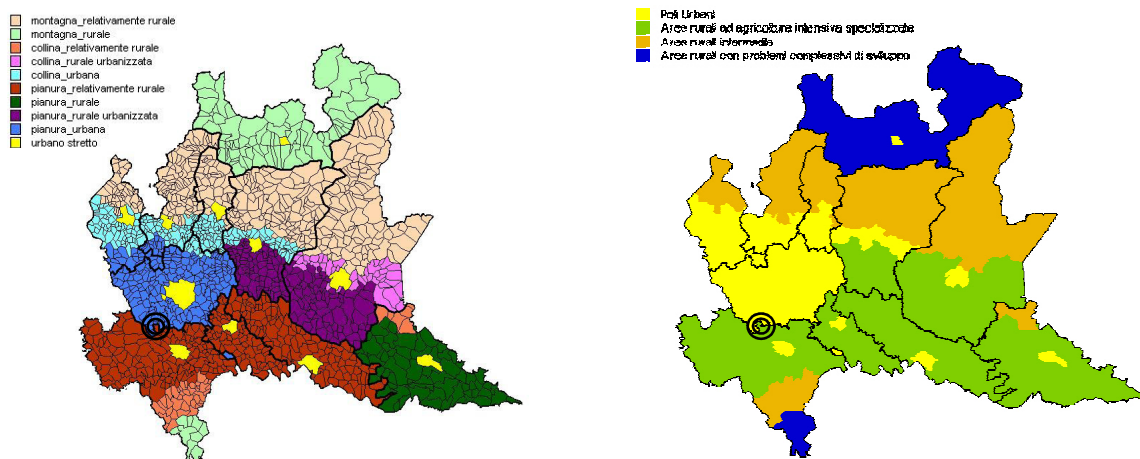 montagna_relativamente rurale
montagna_rurale
collina_relativamente rurale
collina_rurale urbanizzata
collina_urbana
pianura_relativamente rurale
pianura_rurale
pianura_rurale urbanizzata
pianura_urbana
urbano stretto
Poli Urbani
Aree rurali ad agricoltura intensiva specializzata
Aree rurali intermedie
Aree rurali con problemi complessivi di sviluppo